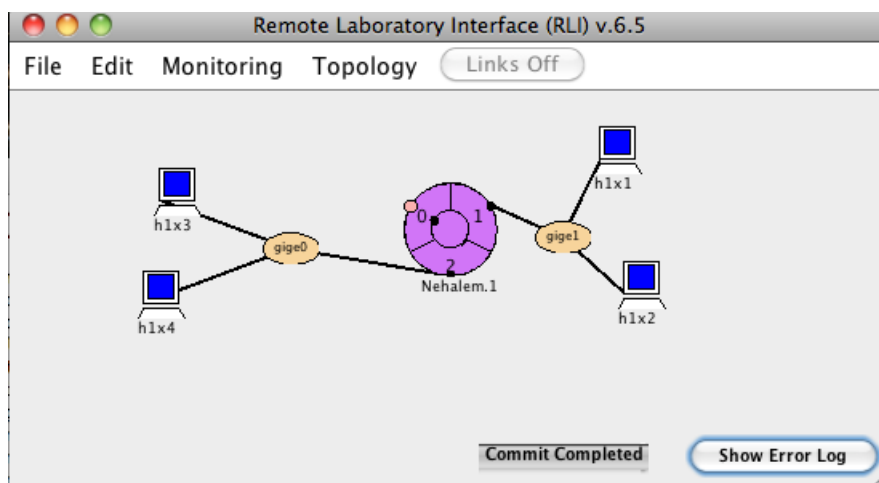 Remote Laboratory Interface (RLI) v.6.5
File Edit Monitoring Topology Links Off
h1x3
h1x4
gige0
0
1
2
Nehalem.1
gige1
h1x1
h1x2
Commit Completed
Show Error Log